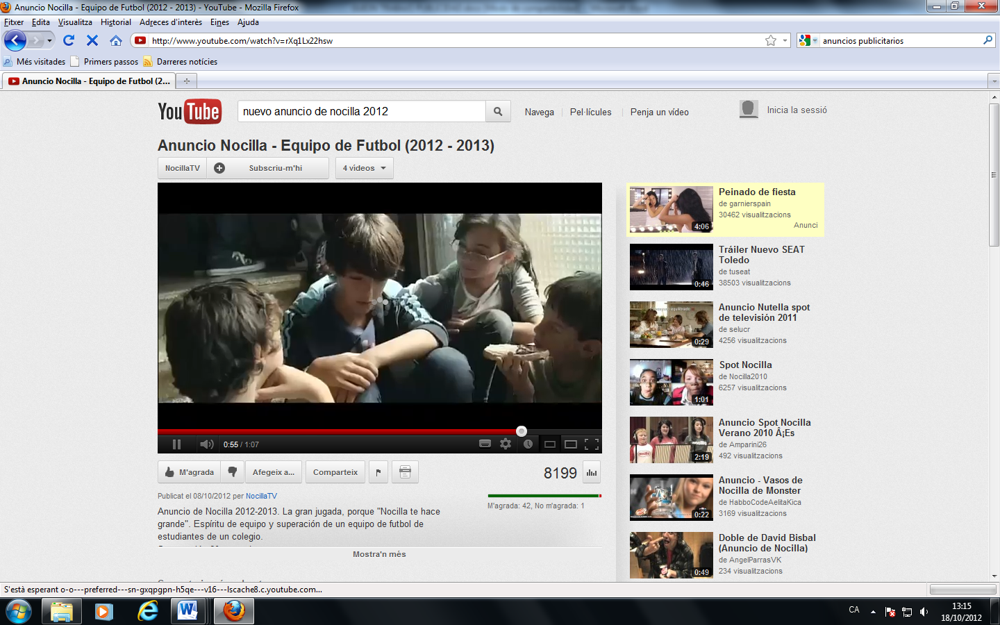 Anuncio Nocilla - Equipo de Futbol (2012 - 2013) - YouTube - Mozilla Firefox
Fitxer Edita Visualitza Historial Adreces d'interès Eines Ajuda
http://www.youtube.com/watch?v=rXq1Lx22hsw
anuncios publicitarios
Més visitades Primers passos Darreres notícies
Anuncio Nocilla - Equipo de Futbol (2...
YouTube
nuevo anuncio de nocilla 2012
Navega Pel·lícules Penja un vídeo
Inicia la sessió
Anuncio Nocilla - Equipo de Futbol (2012 - 2013)
NocillaTV Subscriu-m'hi 4 vídeos
0:55 / 1:07
M'agrada Afegeix a... Comparteix
8199
Publicat el 08/10/2012 per NocillaTV
M'agrada: 42, No m'agrada: 1
Anuncio de Nocilla 2012-2013. La gran jugada, porque "Nocilla te hace
grande". Espíritu de equipo y superación de un equipo de futbol de
estudiantes de un colegio.
Mostra'n més
4:06
Peinado de fiesta
de garnierspain
30462 visualitzacions
Anunci
0:46
Tráiler Nuevo SEAT
Toledo
de tuseat
38503 visualitzacions
0:29
Anuncio Nutella spot
de televisión 2011
de selucr
4256 visualitzacions
1:01
Spot Nocilla
de Nocilla2010
6257 visualitzacions
2:19
Anuncio Spot Nocilla
Verano 2010 Â¡Es
de Amparini26
492 visualitzacions
0:22
Anuncio - Vasos de
Nocilla de Monster
de HabboCodeAelitaKica
3169 visualitzacions
0:49
Doble de David Bisbal
(Anuncio de Nocilla)
de AngelParrasVK
234 visualitzacions
S'està esperant o-o---preferred---sn-gxqpgpn-h5qe---v16---lscache8.c.youtube.com...
CA
13:15
18/10/2012